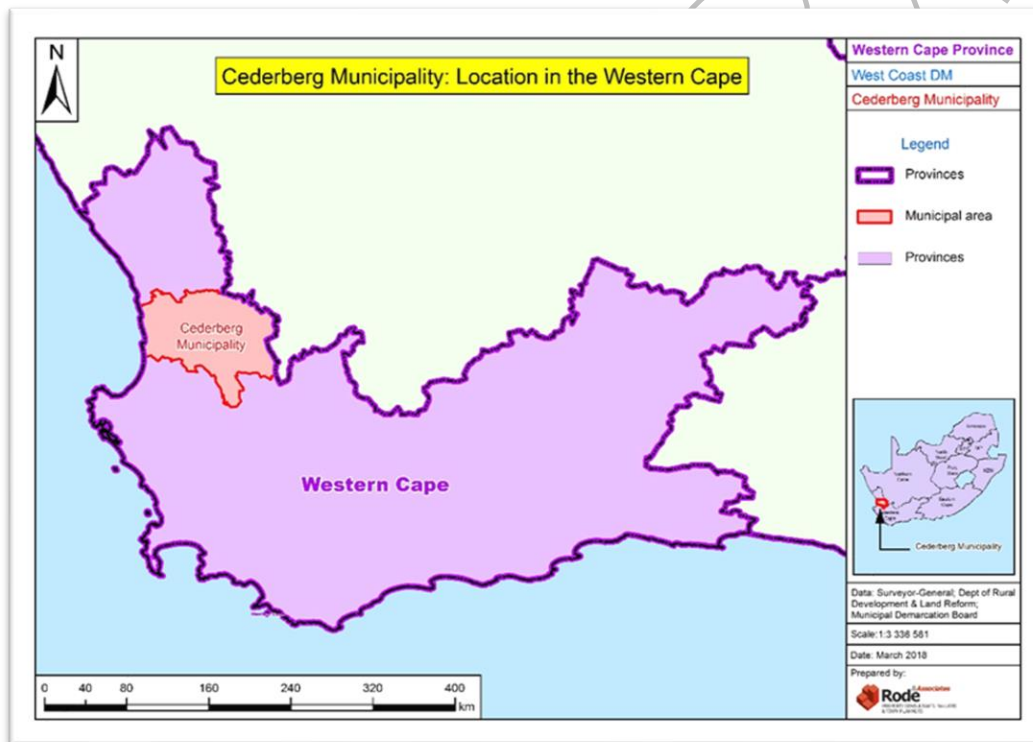 N
Cederberg Municipality: Location in the Western Cape
Western Cape Province
West Coast DM
Cederberg Municipality
Legend
Provinces
Municipal area
Provinces
Cederberg
Municipality
Western Cape
Cederberg Municipality
Data: Surveyor-General; Dept of Rural
Development & Land Reform;
Municipal Demarcation Board
Scale:1:3 336 581
Date: March 2018
Prepared by:
&Associates
Rode
0 40 80 160 240 320 400
km